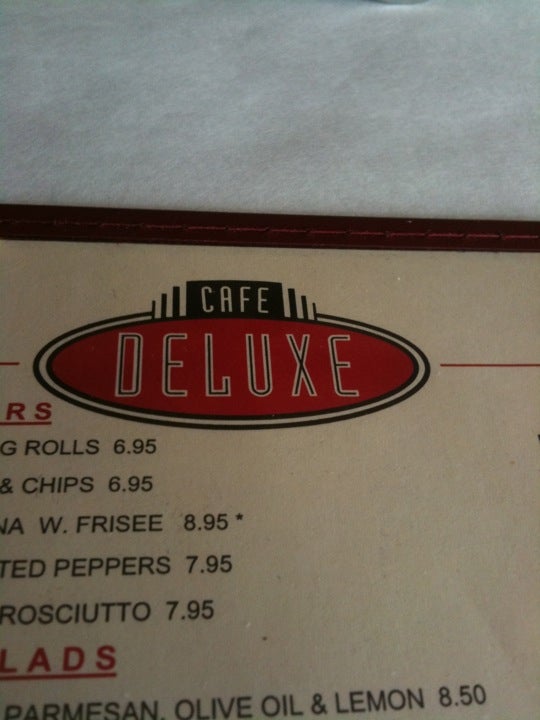 CAFE
DELUXE
RS
G ROLLS 6.95
& CHIPS 6.95
NA W. FRISEE 8.95 *
TED PEPPERS 7.95
ROSCIUTTO 7.95
LADS
PARMESAN, OLIVE OIL & LEMON 8.50